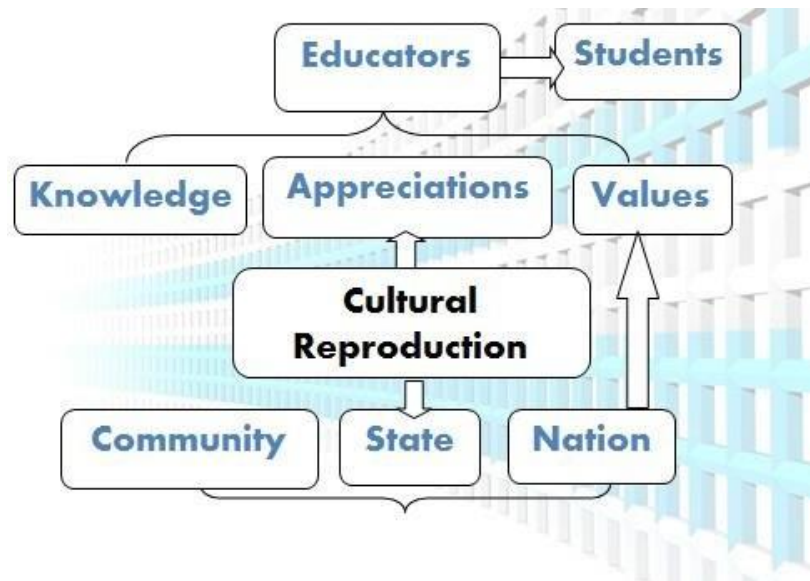 Educators
Students
Knowledge
Appreciations
Values
Cultural
Reproduction
Community
State
Nation